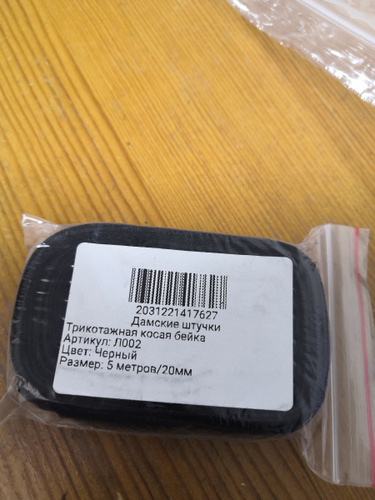 2031221417627
Дамские штучки
Трикотажная косая бейка
Артикул: Л002
Цвет: Черный
Размер: 5 метров/20мм